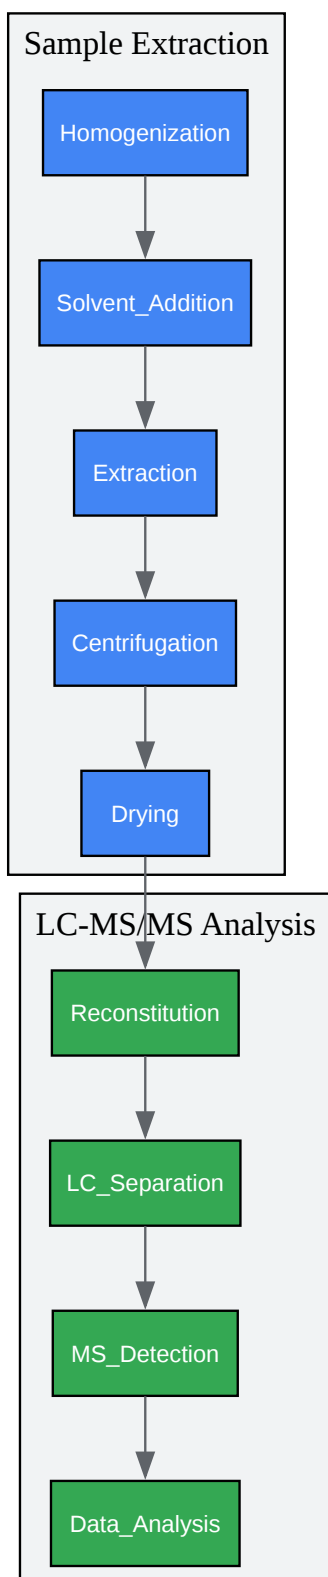 Sample Extraction
Homogenization
Solvent_Addition
Extraction
Centrifugation
Drying
LC-MS/MS Analysis
Reconstitution
LC_Separation
MS_Detection
Data_Analysis